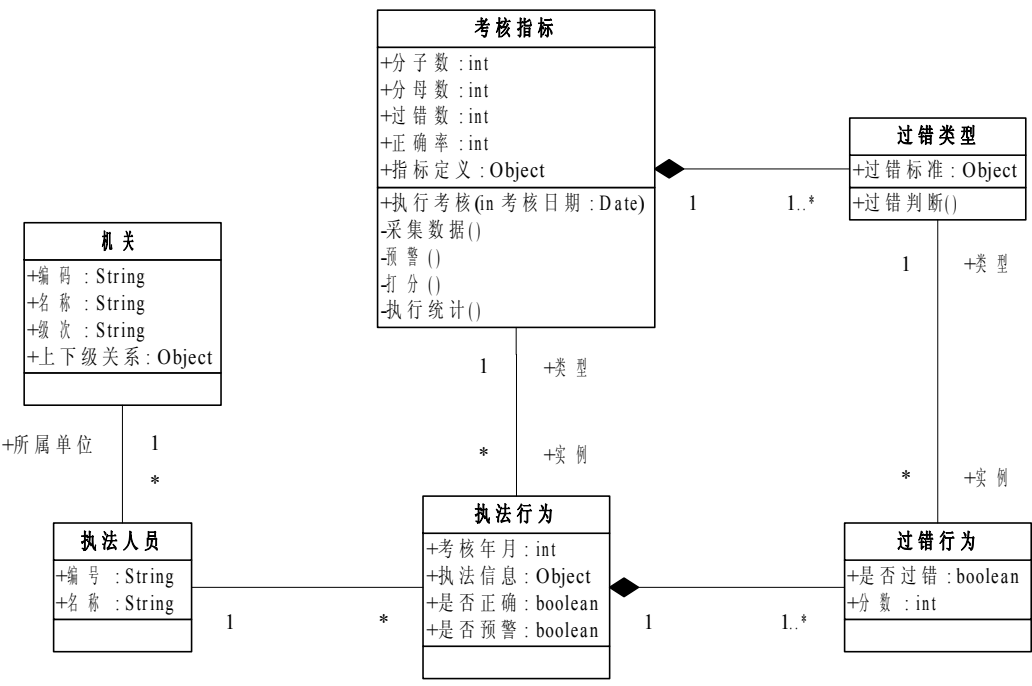 考核指标
+分子数 : int
+分母数 : int
+过错数 : int
+正确率 : int
+指标定义 : Object
+执行考核(in 考核日期 : Date)
-采集数据()
-预警()
-打分()
-执行统计()
过错类型
+过错标准 : Object
+过错判断()
1
1..*
机关
+编码 : String
+名称 : String
+级次 : String
+上下级关系 : Object
1
+类型
1
+类型
+所属单位
1
*
*
+实例
*
+实例
执法人员
+编号 : String
+名称 : String
执法行为
+考核年月 : int
+执法信息 : Object
+是否正确 : boolean
+是否预警 : boolean
过错行为
+是否过错 : boolean
+分数 : int
1
*
1
1..*